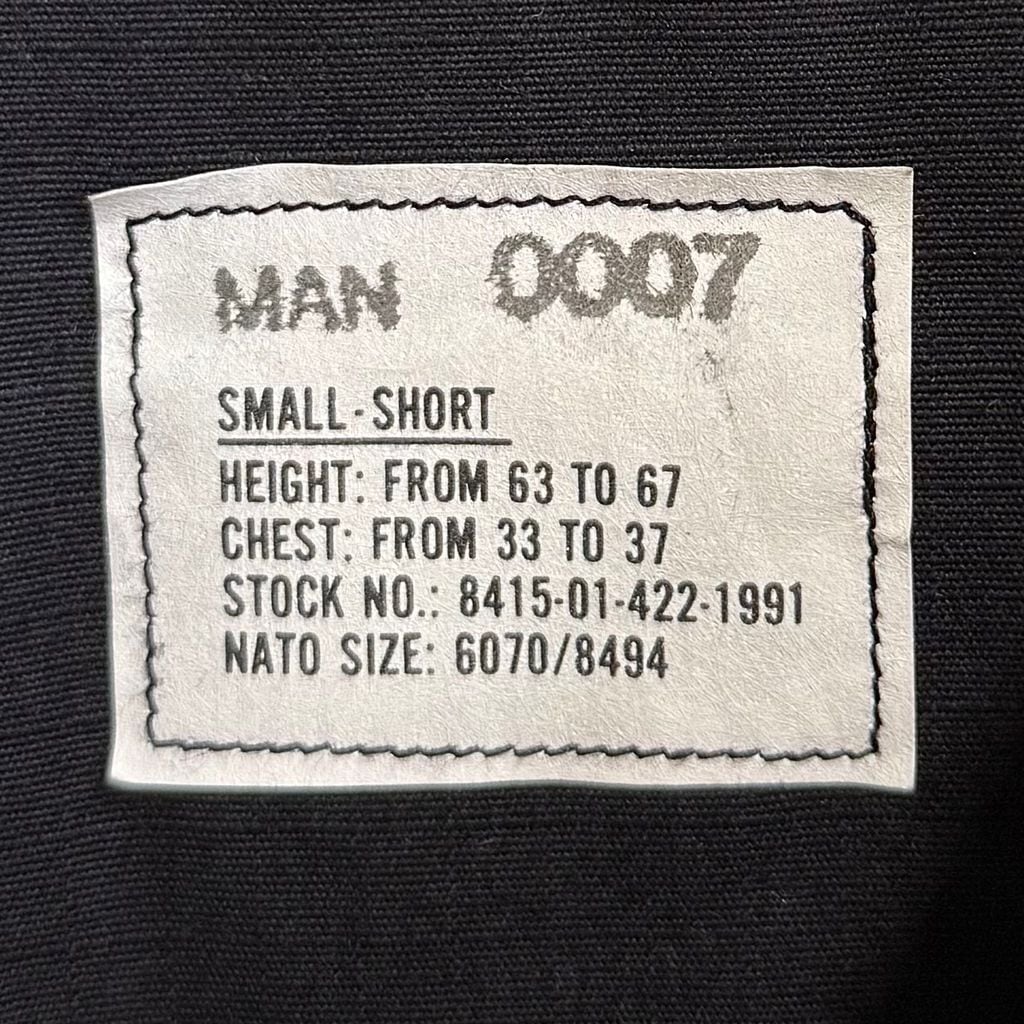 MAN 0007
SMALL-SHORT
HEIGHT: FROM 63 TO 67
CHEST: FROM 33 TO 37
STOCK NO.: 8415-01-422-1991
NATO SIZE: 6070/8494